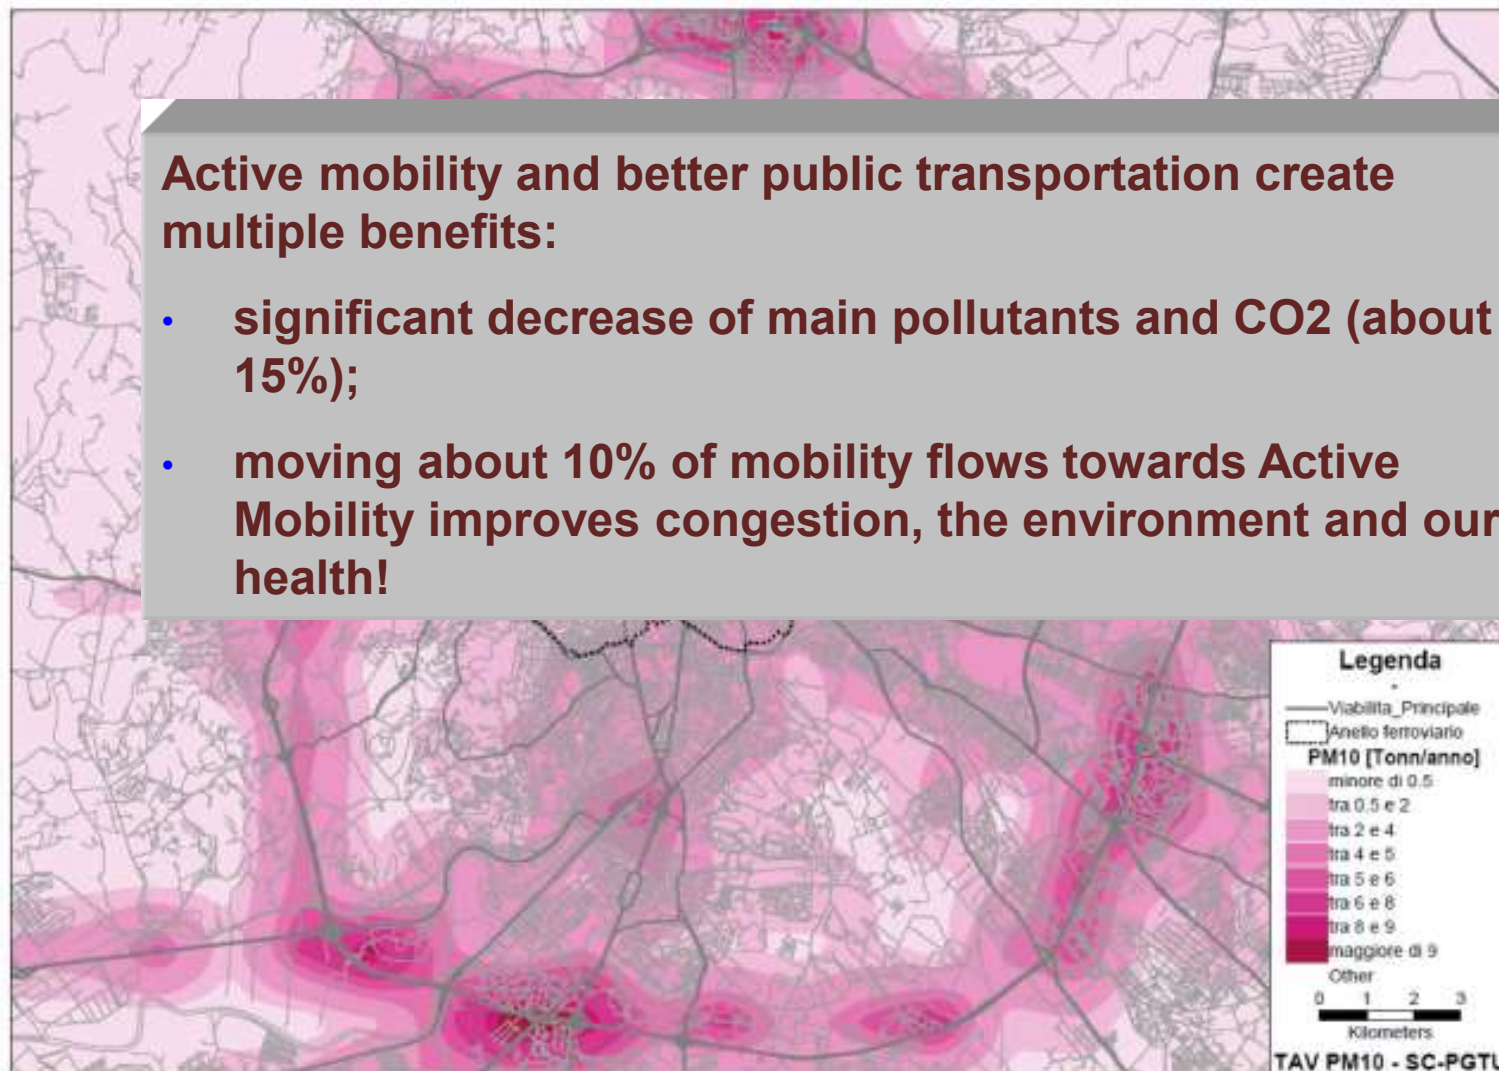 Active mobility and better public transportation create
multiple benefits:
• significant decrease of main pollutants and CO2 (about
15%);
• moving about 10% of mobility flows towards Active
Mobility improves congestion, the environment and our
health!
Legenda
Viabilita_Principale
Anello ferroviario
PM10 [Tonn/anno]
minore di 0.5
tra 0.5 e 2
tra 2 e 4
tra 4 e 5
tra 5 e 6
tra 6 e 8
tra 8 e 9
maggiore di 9
Other
0 1 2 3
Kilometers
TAV PM10 - SC-PGTU